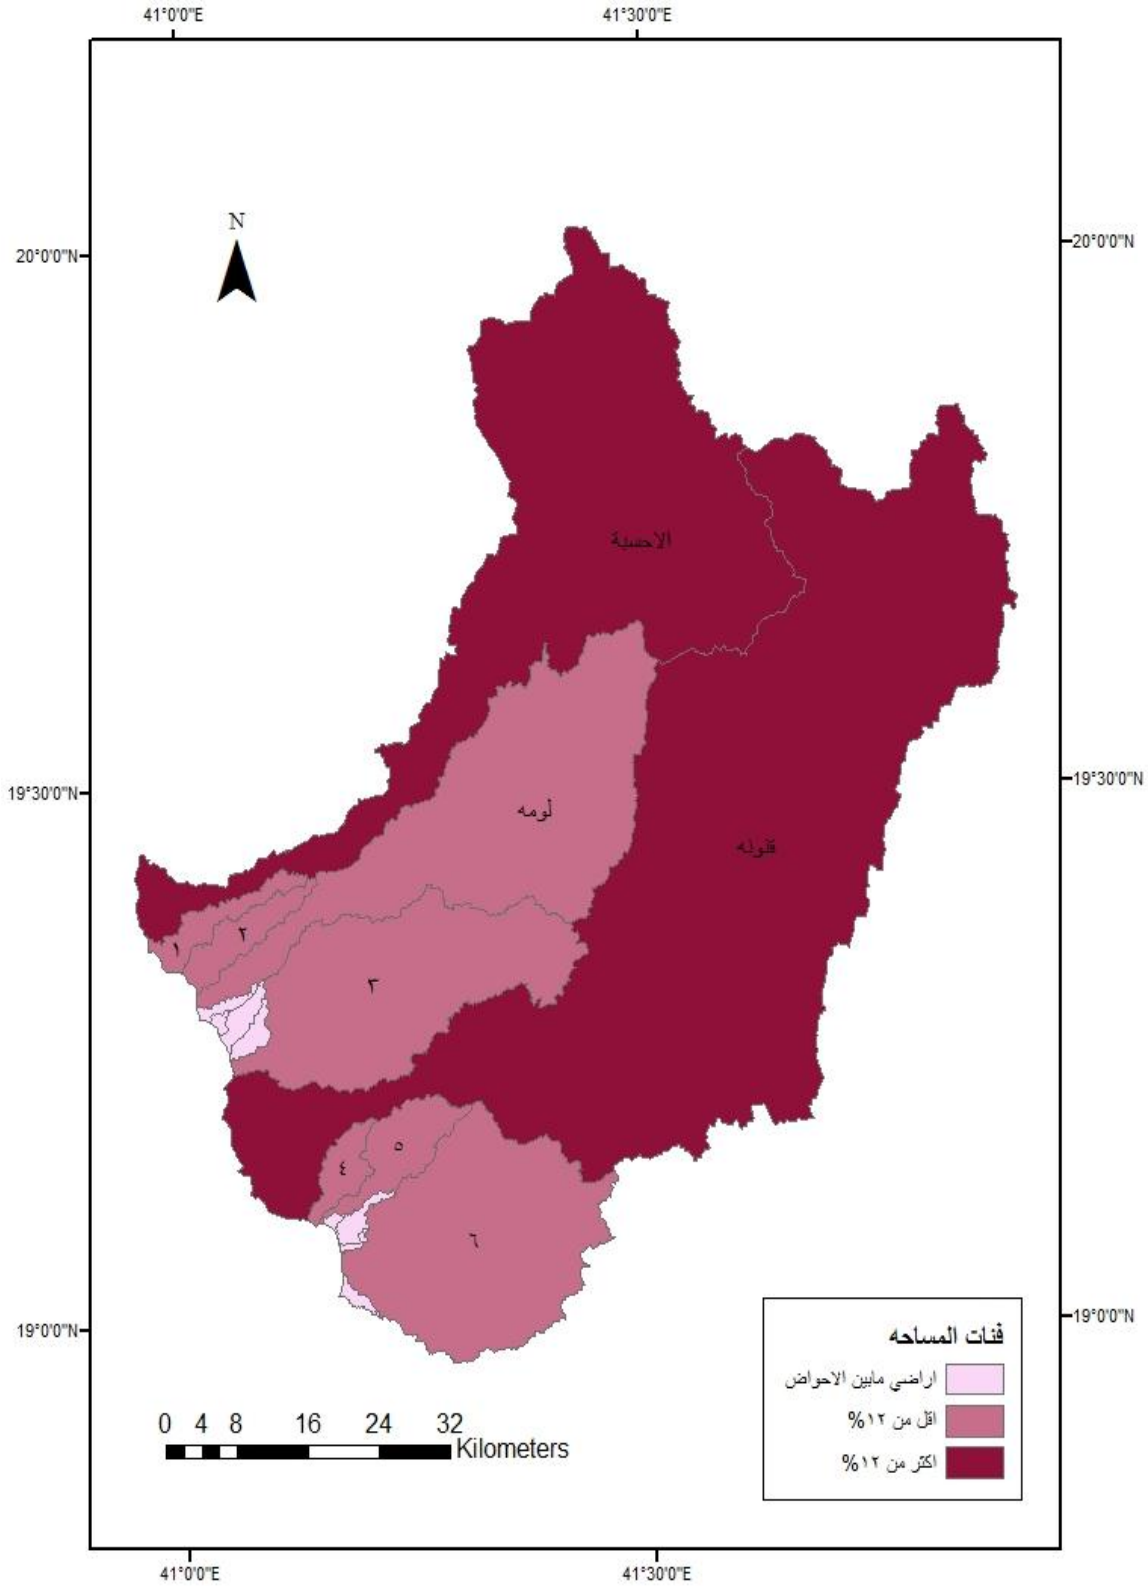 41°0'0"E
41°30'0"E
N
20°0'0"N
20°0'0"N
الاحسبة
19°30'0"N
19°30'0"N
لومه
قنونه
١
٢
٣
٤
٥
٦
19°0'0"N
19°0'0"N
فئات المساحه
اراضي مابين الاحواض
اقل من ١٢%
اكثر من ١٢%
0 4 8 16 24 32
Kilometers
41°0'0"E
41°30'0"E